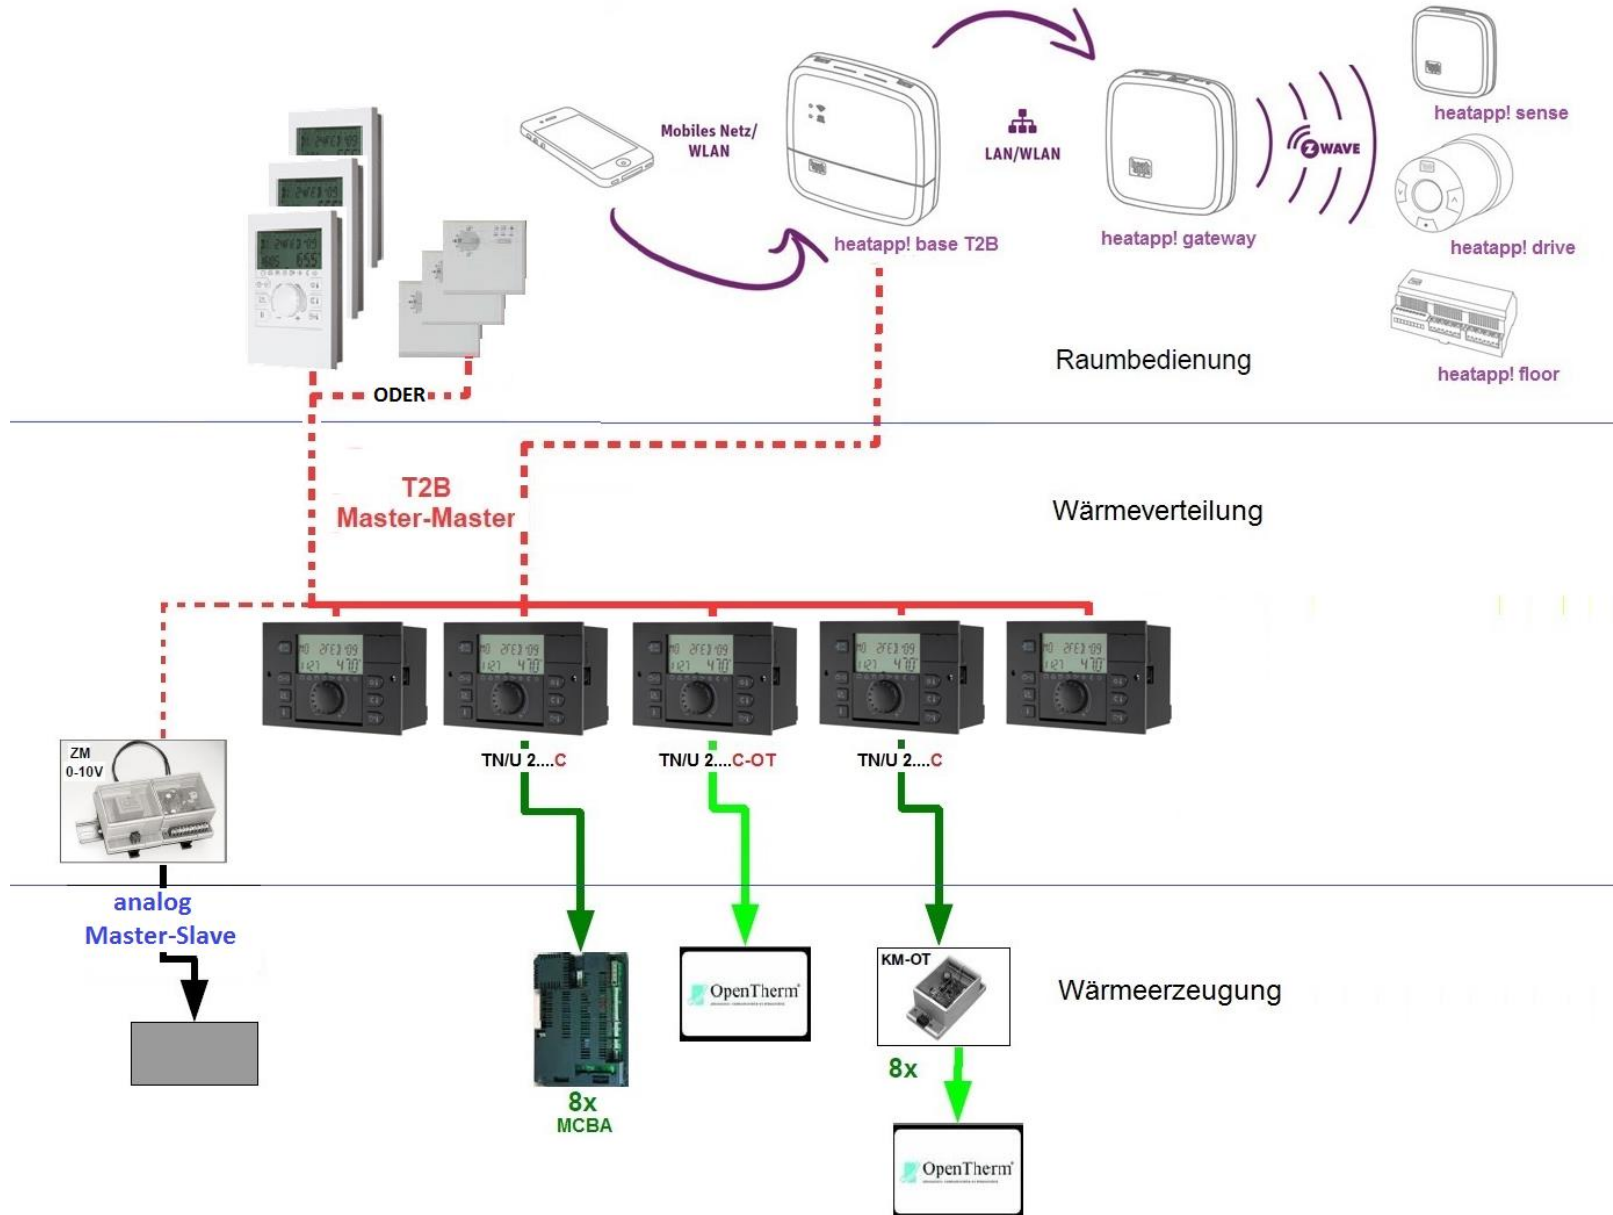 heatapp! sense
Mobiles Netz/
WLAN
LAN/WLAN
Z WAVE
heatapp! base T2B
heatapp! gateway
heatapp! drive
Raumbedienung
heatapp! floor
ODER
T2B
Master-Master
Wärmeverteilung
ZM
0-10V
TN/U 2....C
TN/U 2....C-OT
TN/U 2....C
analog
Master-Slave
OpenTherm
KM-OT
Wärmeerzeugung
8x
MCBA
8x
OpenTherm